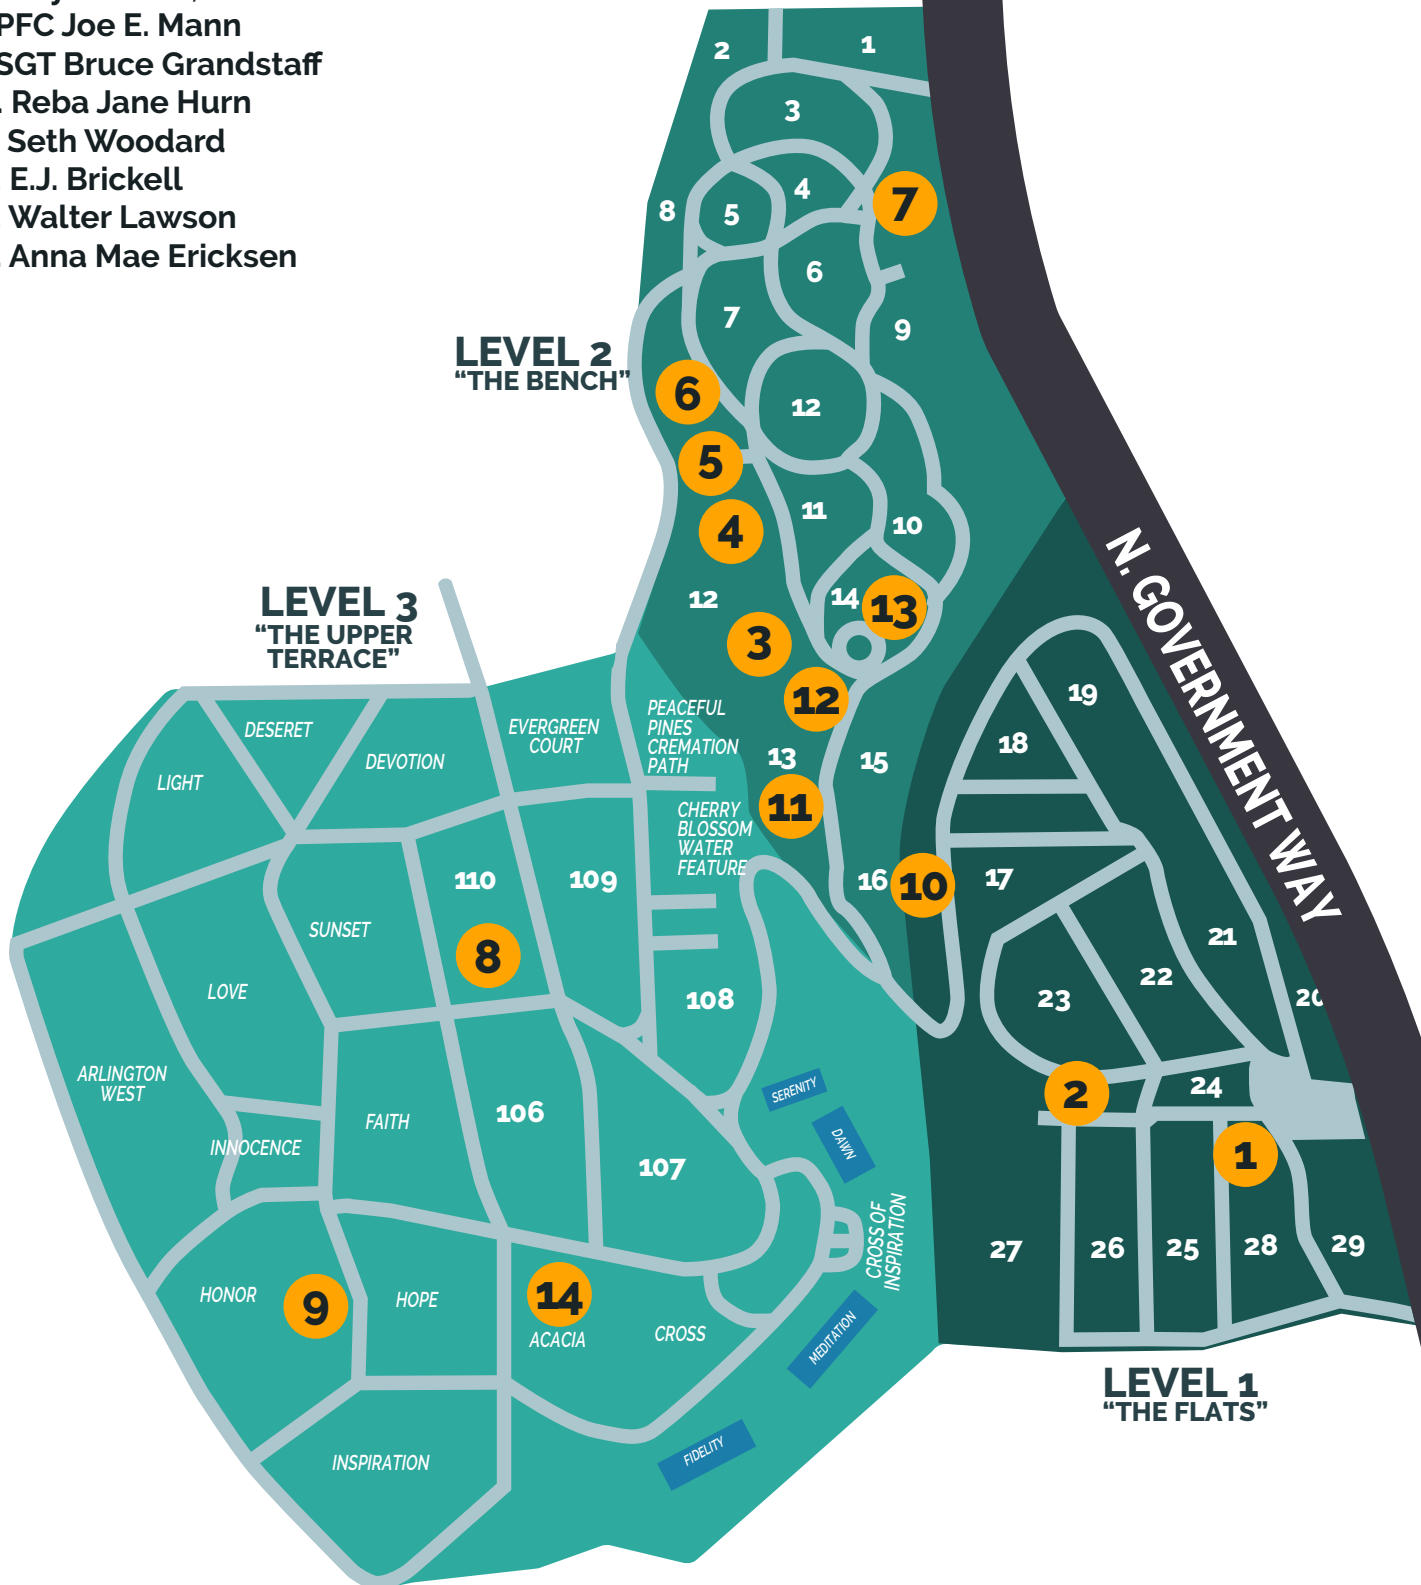 PFC Joe E. Mann
SGT Bruce Grandstaff
. Reba Jane Hurn
Seth Woodard
E.J. Brickell
Walter Lawson
Anna Mae Ericksen
2
1
3
4
5
8
7
6
7
9
LEVEL 2
“THE BENCH”
6
12
5
11
10
4
12
14
13
3
12
LEVEL 3
“THE UPPER
TERRACE”
N. GOVERNMENT WAY
19
18
DESERET
DEVOTION
EVERGREEN
COURT
PEACEFUL
PINES
CREMATION
PATH
13
15
LIGHT
11
CHERRY
BLOSSOM
WATER
FEATURE
110
109
16
10
17
SUNSET
8
21
22
23
20
LOVE
108
ARLINGTON
WEST
SERENITY
2
24
FAITH
106
DAWN
INNOCENCE
107
1
CROSS OF
INSPIRATION
27
26
25
28
29
HONOR
9
HOPE
14
ACACIA
CROSS
MEDITATION
LEVEL 1
“THE FLATS”
FIDELITY
INSPIRATION